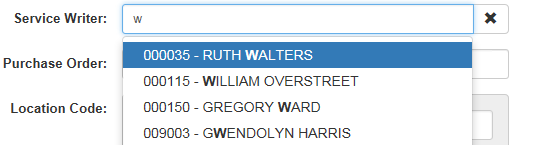 Service Writer: w
000035 - RUTH WALTERS
Purchase Order:
000115 - WILLIAM OVERSTREET
000150 - GREGORY WARD
Location Code:
009003 - GWENDOLYN HARRIS